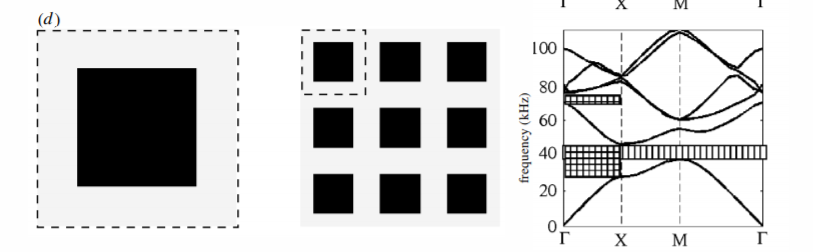 (d)
Γ X M Γ
100
80
60
40
20
0
frequency (kHz)
Γ X M Γ